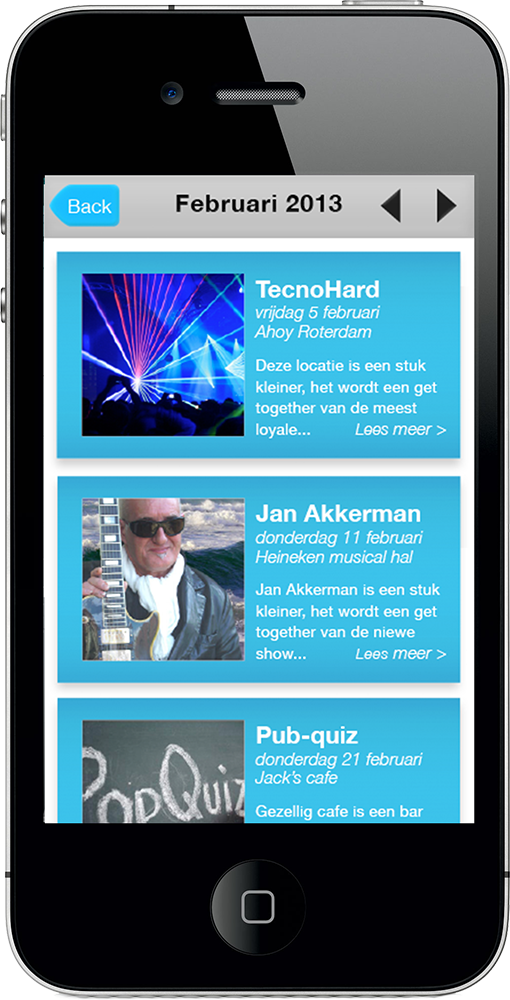 Back
Februari 2013
TecnoHard
vrijdag 5 februari
Ahoy Roterdam
Deze locatie is een stuk
kleiner, het wordt een get
together van de meest
loyale... Lees meer >
Jan Akkerman
donderdag 11 februari
Heineken musical hal
Jan Akkerman is een stuk
kleiner, het wordt een get
together van de niewe
show... Lees meer >
Pub-quiz
donderdag 21 februari
Jack's cafe
PopQuiz
Gezellig cafe is een bar